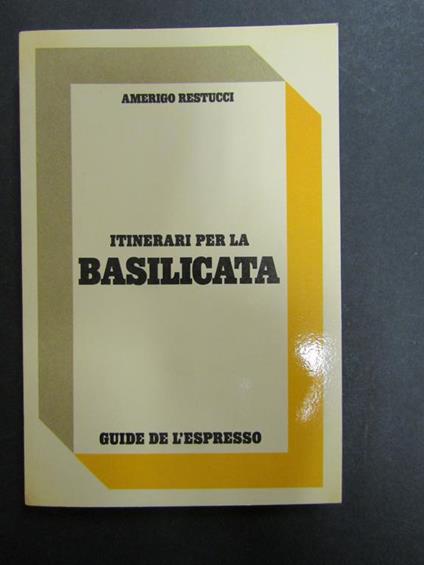 AMERIGO RESTUCCI
ITINERARI PER LA
BASILICATA
GUIDE DE L'ESPRESSO